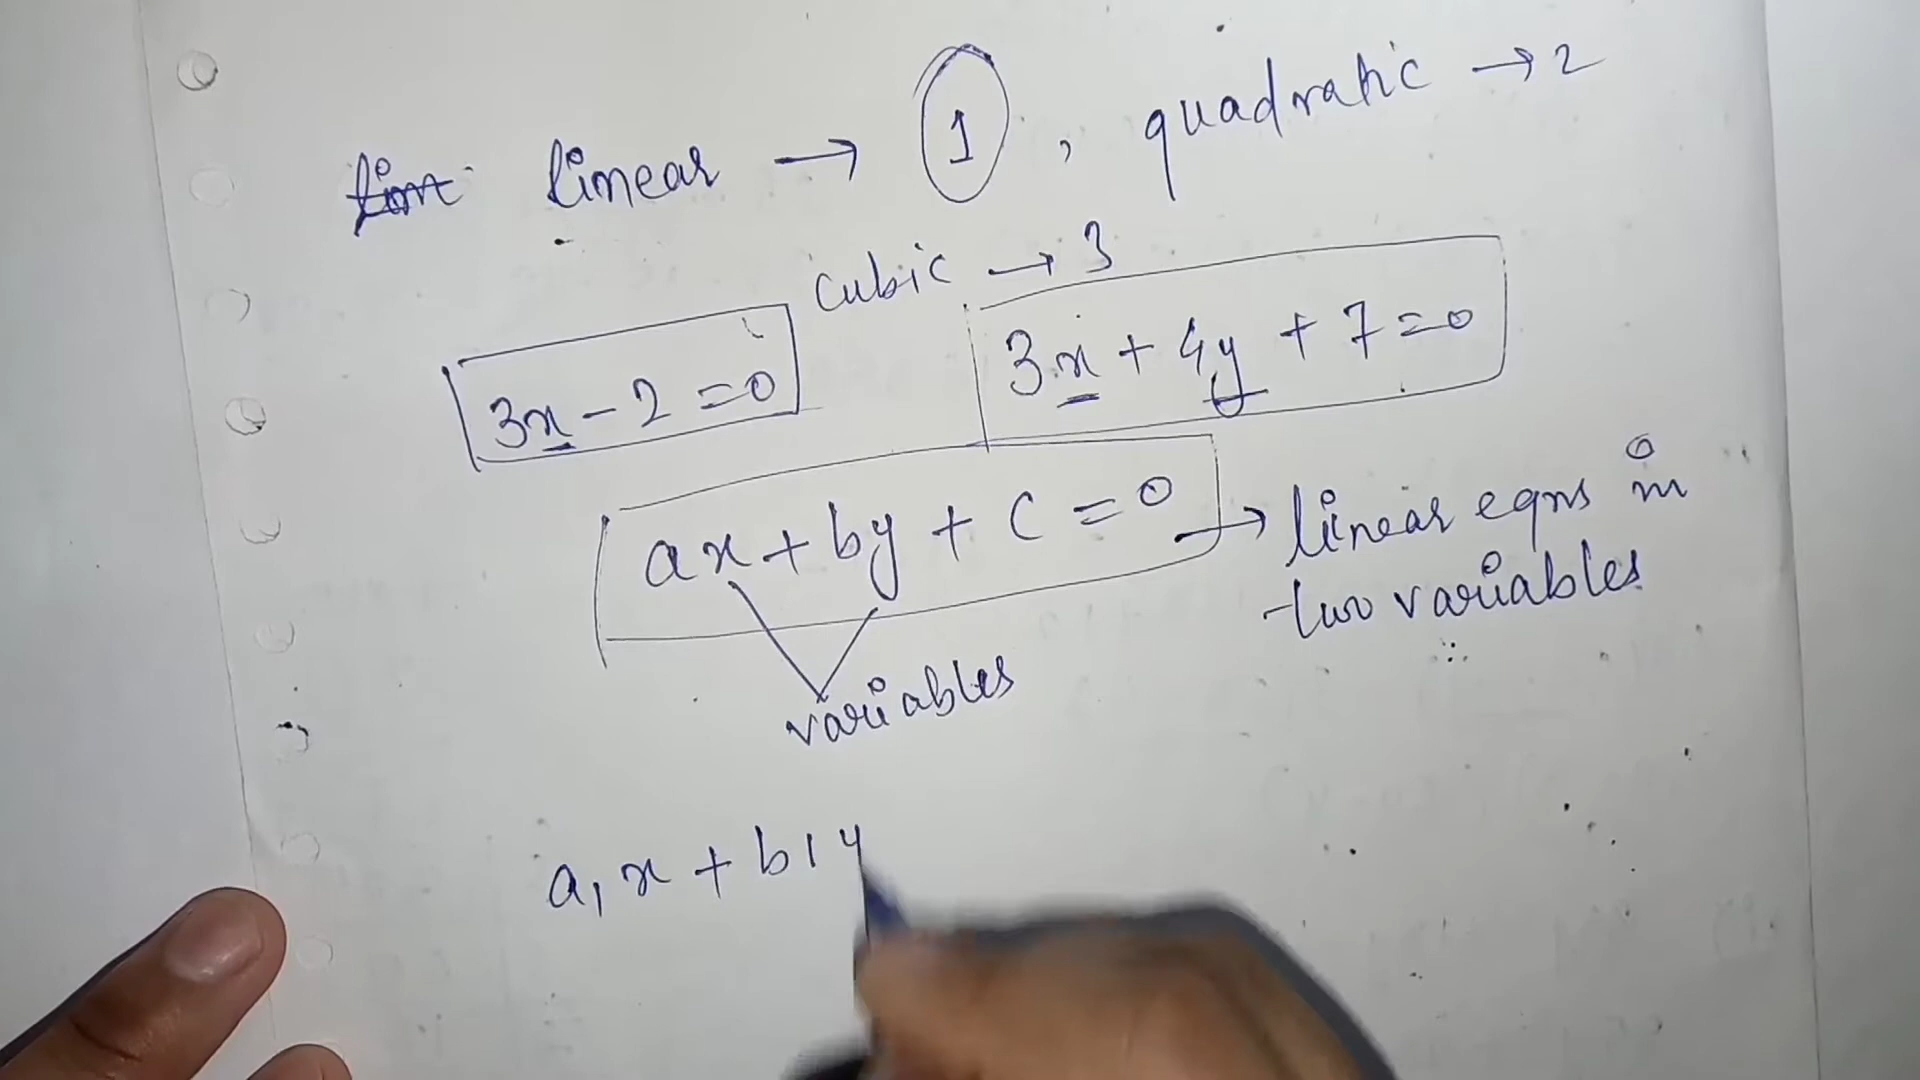 linear → 1 , quadratic → 2
cubic → 3
3x - 2 = 0
3x + 4y + 7 = 0
ax + by + c = 0 → linear eqns in
two variables
variables
a1x + b1y